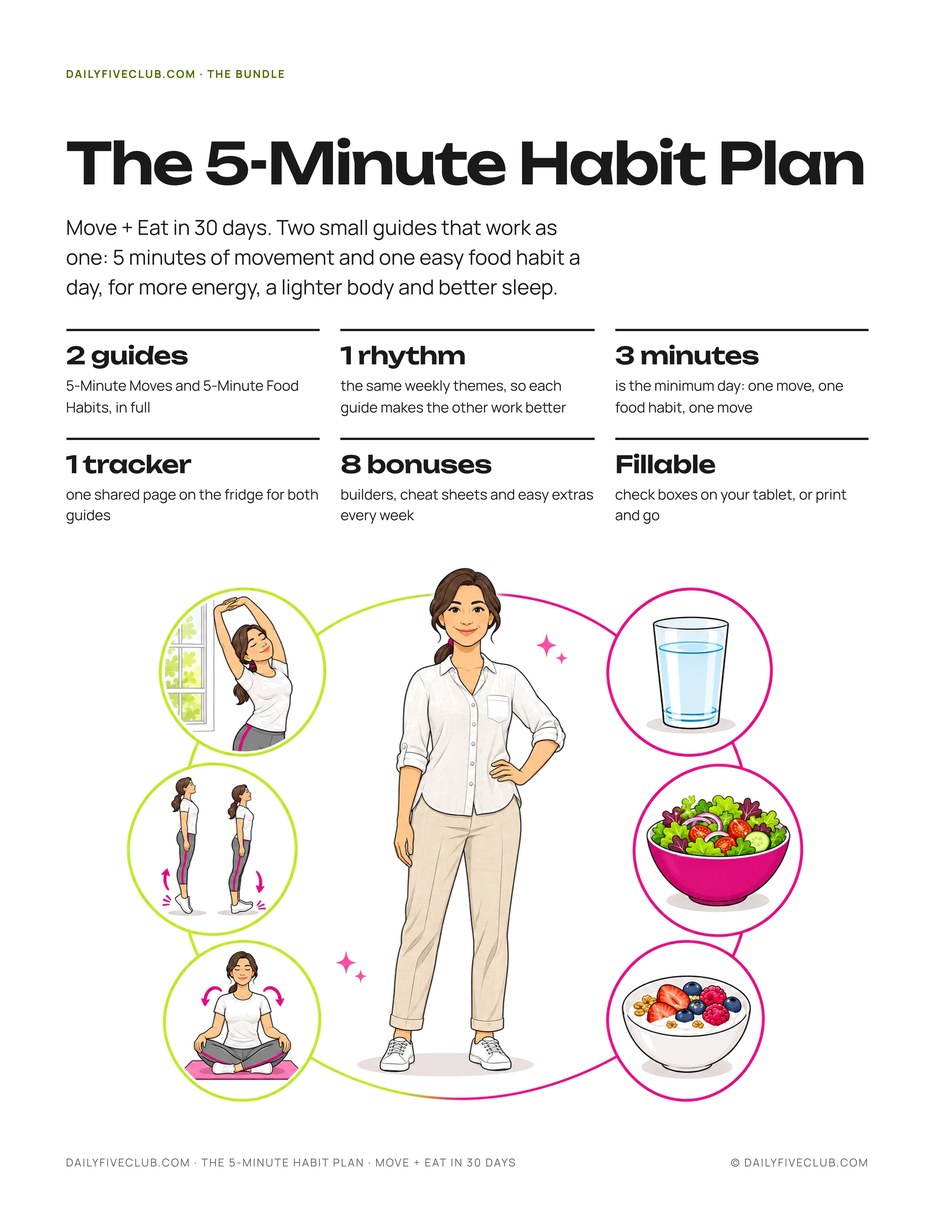 DAILYFIVECLUB.COM · THE BUNDLE
The 5-Minute Habit Plan
Move + Eat in 30 days. Two small guides that work as
one: 5 minutes of movement and one easy food habit a
day, for more energy, a lighter body and better sleep.
2 guides
5-Minute Moves and 5-Minute Food
Habits, in full
1 rhythm
the same weekly themes, so each
guide makes the other work better
3 minutes
is the minimum day: one move, one
food habit, one move
1 tracker
one shared page on the fridge for both
guides
8 bonuses
builders, cheat sheets and easy extras
every week
Fillable
check boxes on your tablet, or print
and go
DAILYFIVECLUB.COM · THE 5-MINUTE HABIT PLAN · MOVE + EAT IN 30 DAYS
© DAILYFIVECLUB.COM